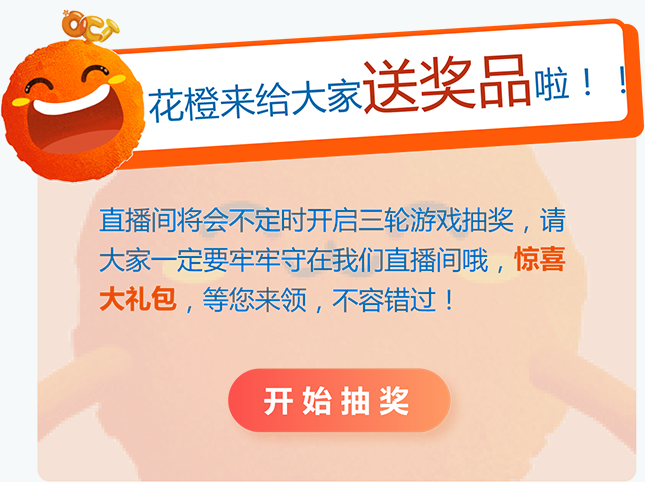 OCT
花橙来给大家送奖品啦！！
直播间将会不定时开启三轮游戏抽奖，请
大家一定要牢牢守在我们直播间哦，惊喜
大礼包，等您来领，不容错过！
开始抽奖